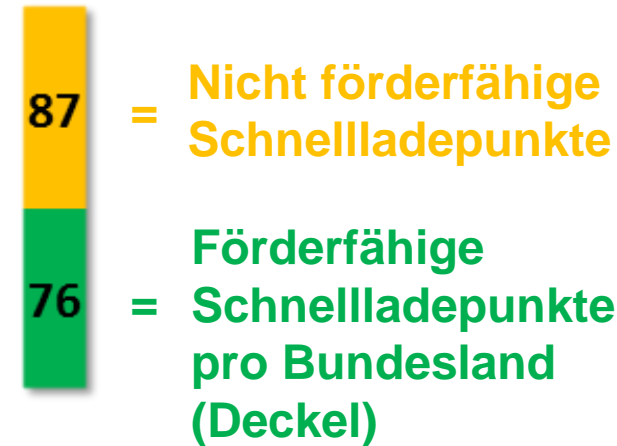 87 = Nicht förderfähige
Schnellladepunkte
Förderfähige
76 = Schnellladepunkte
pro Bundesland
(Deckel)